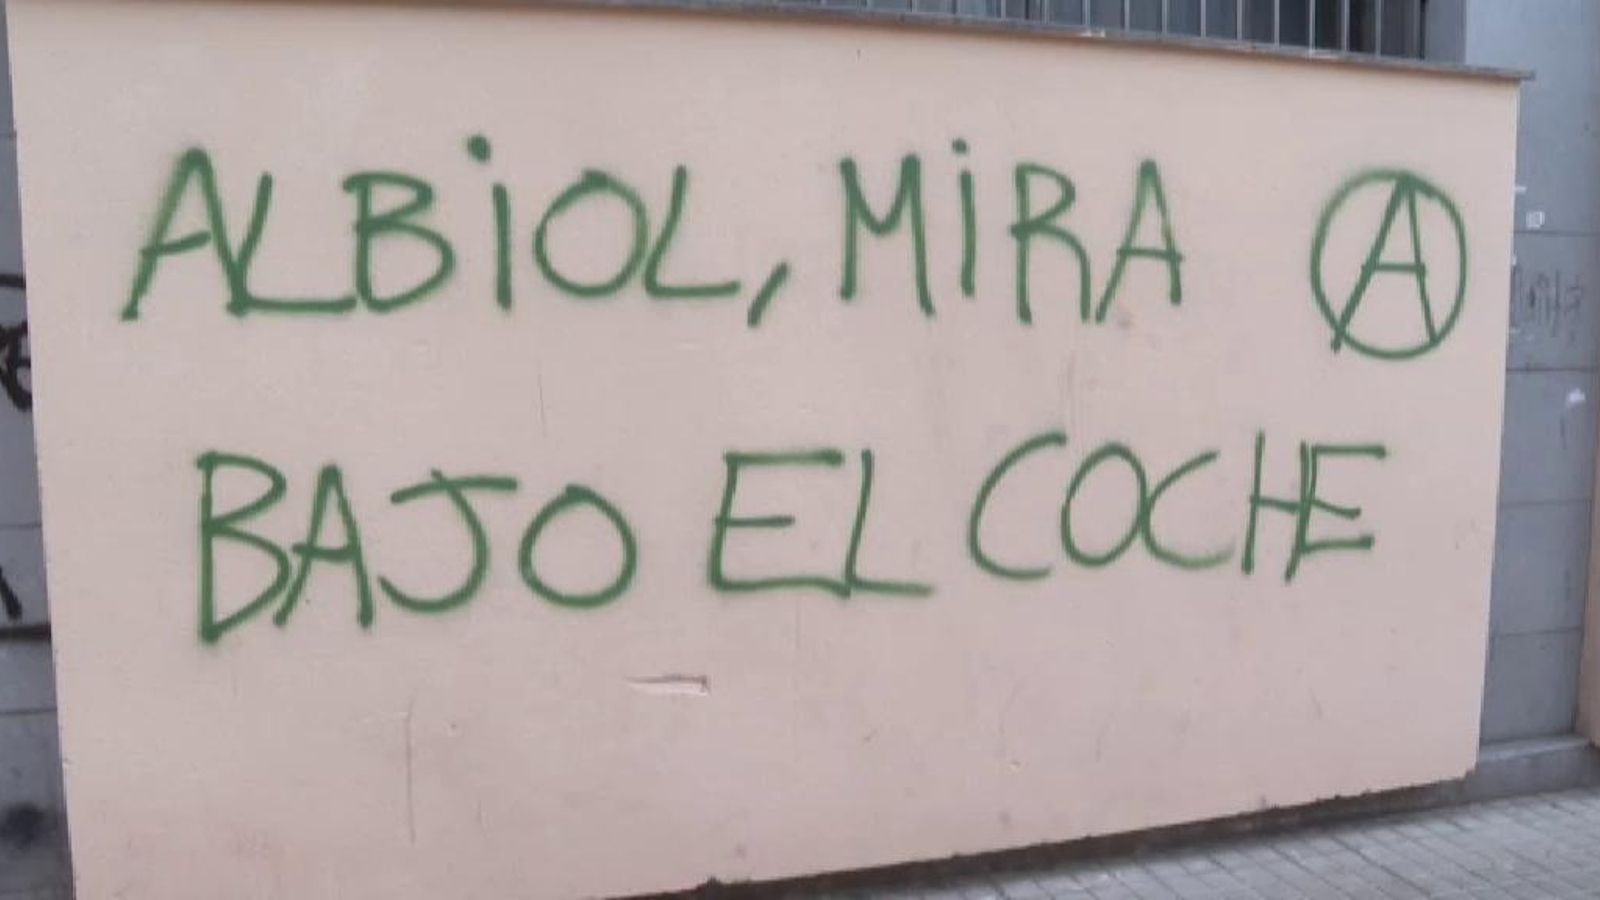 ALBiOL, MiRA Ⓐ
BAJO EL COCHE